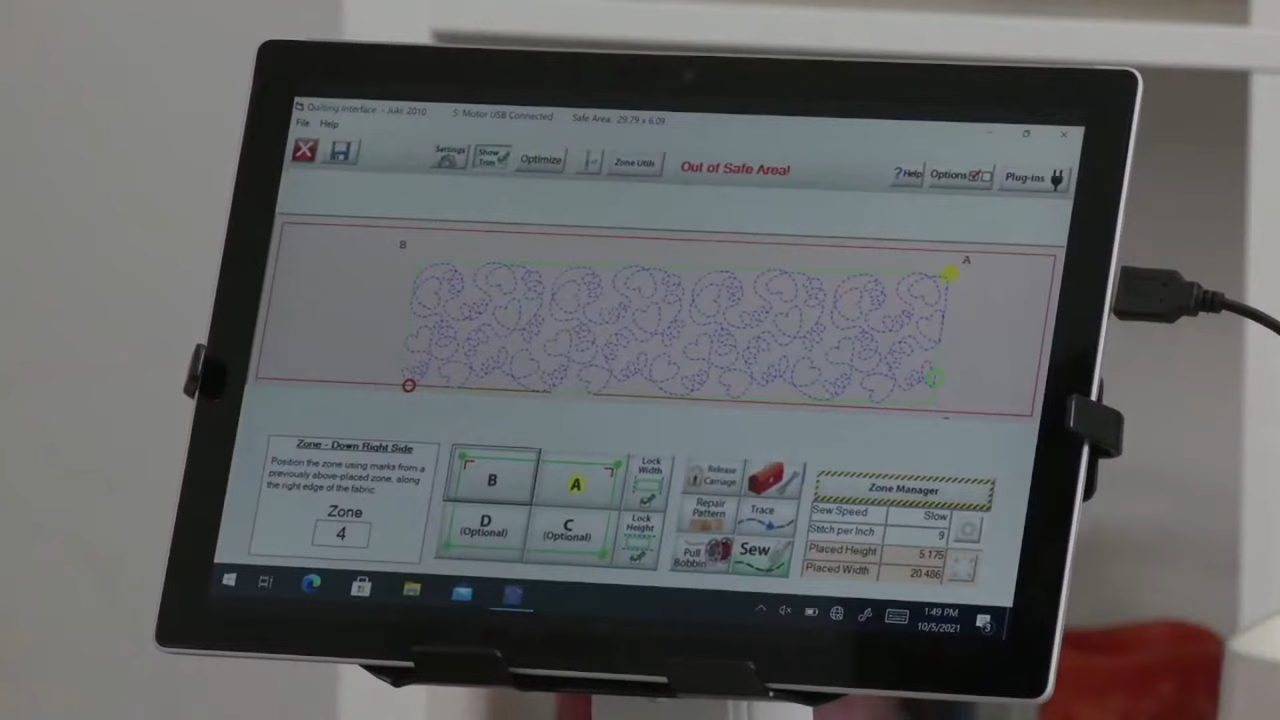 Quilting Interface - Juki 2010 S: Motor USB Connected Safe Area: 29.79 x 6.09
File Help
Settings Show Trim Optimize Zone Utils Out of Safe Area! ?Help Options Plug-ins
B A
Zone - Down Right Side
Position the zone using marks from a
previously above-placed zone, along
the right edge of the fabric.
Zone
4
B A
D (Optional) C (Optional)
Lock Width
Lock Height
Release Carriage
Repair Pattern Trace
Pull Bobbin Sew
Zone Manager
Sew Speed Slow
Stitch per Inch 9
Placed Height 5.175
Placed Width 20.486
1:49 PM
10/5/2021
3